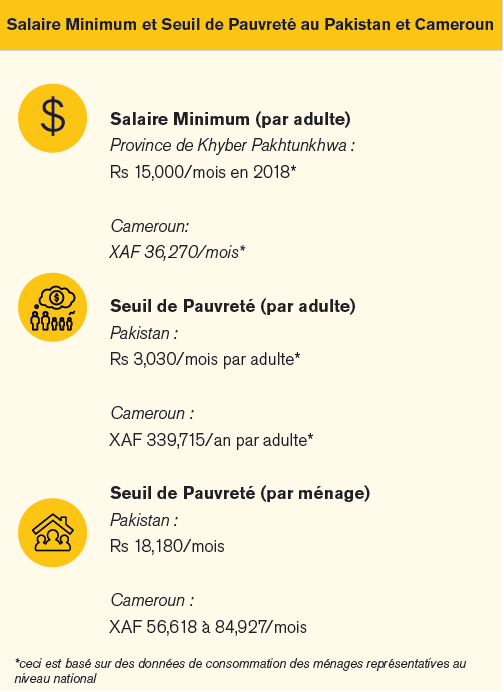 Salaire Minimum et Seuil de Pauvreté au Pakistan et Cameroun
$
Salaire Minimum (par adulte)
Province de Khyber Pakhtunkhwa :
Rs 15,000/mois en 2018*
Cameroun:
XAF 36,270/mois*
$
Seuil de Pauvreté (par adulte)
Pakistan :
Rs 3,030/mois par adulte*
Cameroun :
XAF 339,715/an par adulte*
Seuil de Pauvreté (par ménage)
Pakistan :
Rs 18,180/mois
Cameroun :
XAF 56,618 à 84,927/mois
*ceci est basé sur des données de consommation des ménages représentatives au
niveau national